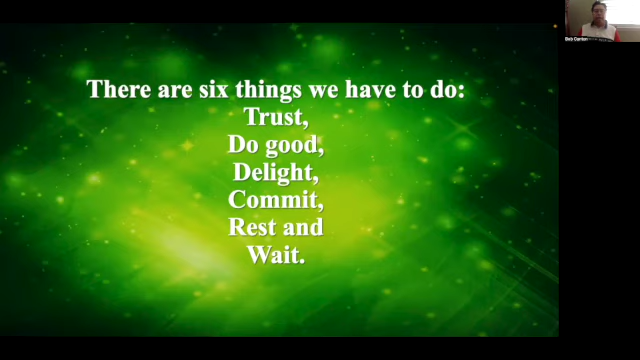 There are six things we have to do:
Trust,
Do good,
Delight,
Commit,
Rest and
Wait.